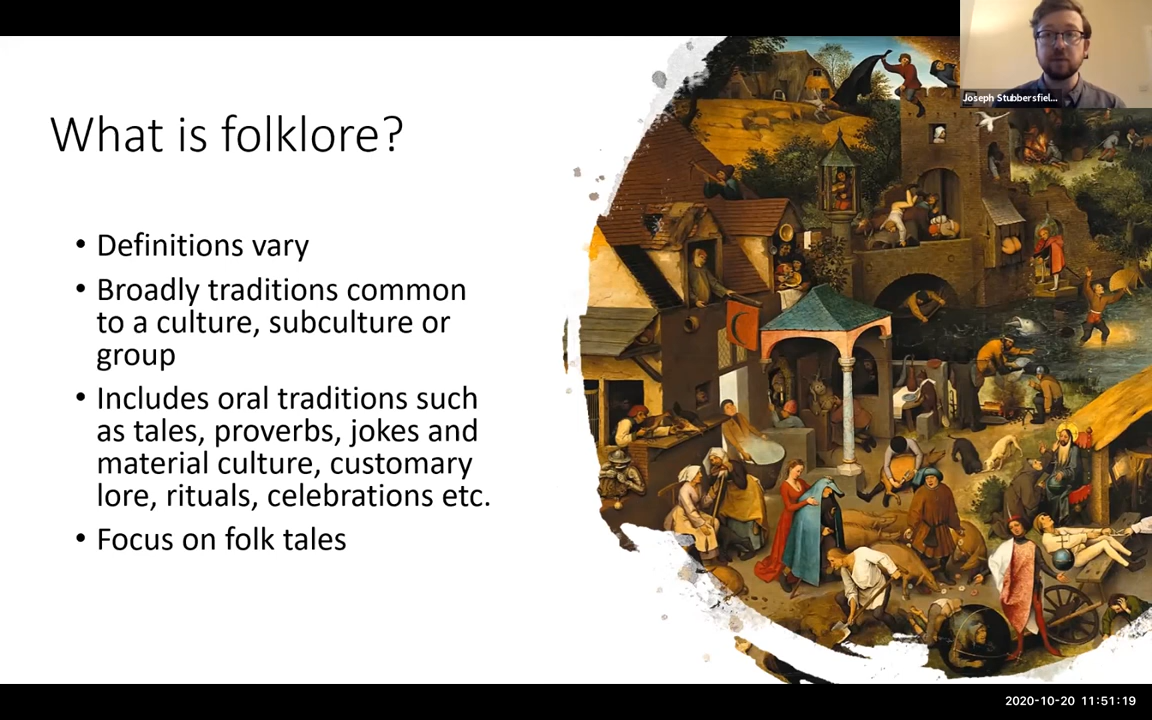 Joseph Stubbersfiel...
What is folklore?
• Definitions vary
• Broadly traditions common
to a culture, subculture or
group
• Includes oral traditions such
as tales, proverbs, jokes and
material culture, customary
lore, rituals, celebrations etc.
• Focus on folk tales
2020-10-20 11:51:19